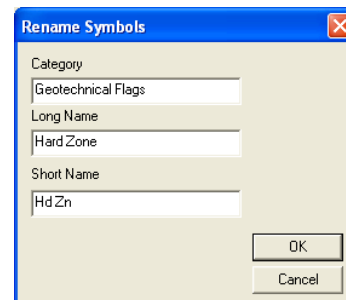 Rename Symbols
Category
Geotechnical Flags
Long Name
Hard Zone
Short Name
Hd Zn
OK
Cancel